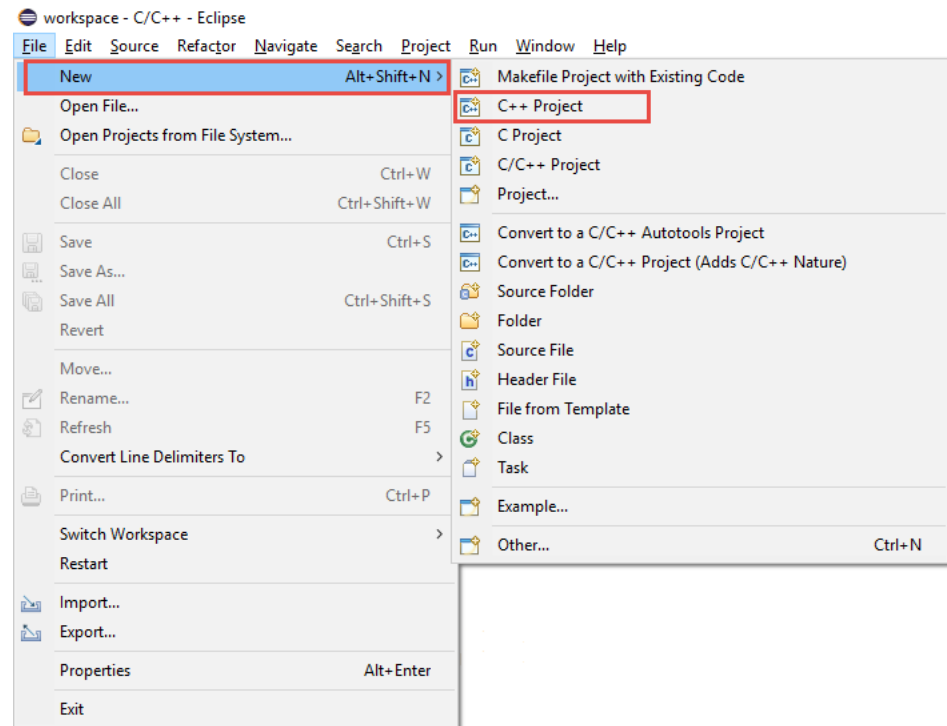 workspace - C/C++ - Eclipse
File Edit Source Refactor Navigate Search Project Run Window Help
New Alt+Shift+N >
Open File...
Open Projects from File System...
Close Ctrl+W
Close All Ctrl+Shift+W
Save Ctrl+S
Save As...
Save All Ctrl+Shift+S
Revert
Move...
Rename... F2
Refresh F5
Convert Line Delimiters To >
Print... Ctrl+P
Switch Workspace >
Restart
Import...
Export...
Properties Alt+Enter
Exit
Makefile Project with Existing Code
C++ Project
C Project
C/C++ Project
Project...
Convert to a C/C++ Autotools Project
Convert to a C/C++ Project (Adds C/C++ Nature)
Source Folder
Folder
Source File
Header File
File from Template
Class
Task
Example...
Other... Ctrl+N